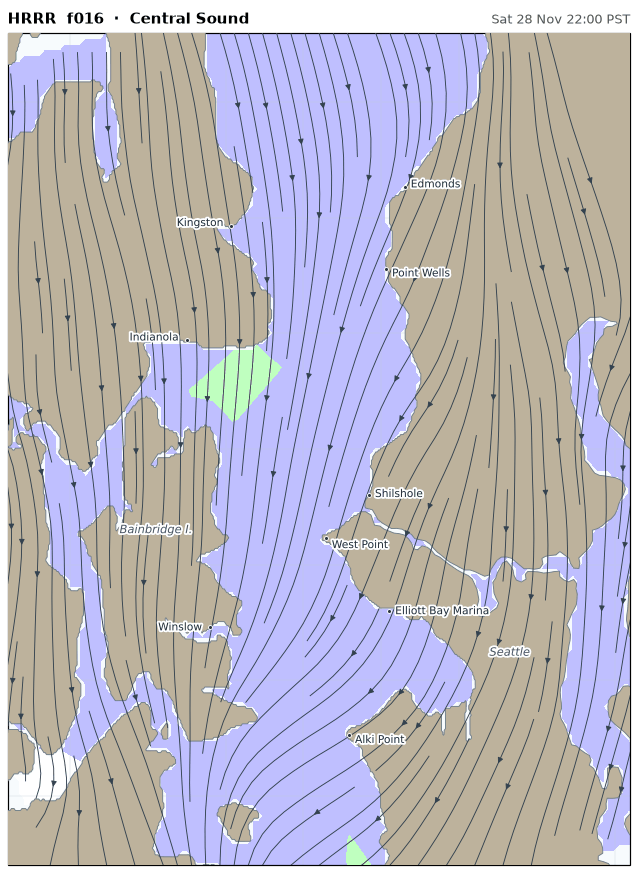 HRRR f016 · Central Sound
Sat 28 Nov 22:00 PST
Edmonds
Kingston
Point Wells
Indianola
Shilshole
Bainbridge I.
West Point
Elliott Bay Marina
Winslow
Seattle
Alki Point